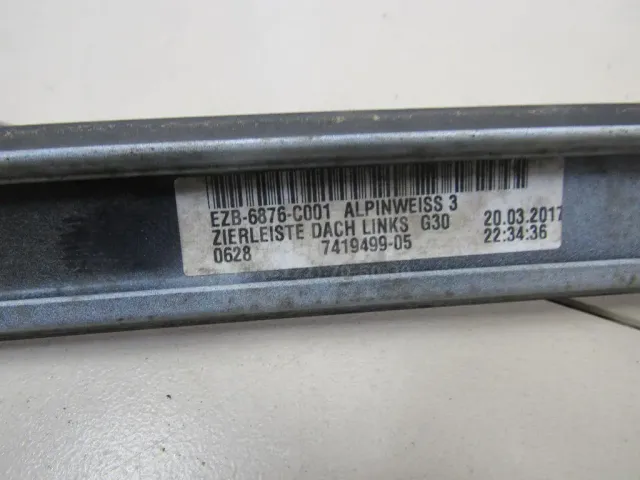 EZB-6876-C001 ALPINWEISS 3
ZIERLEISTE DACH LINKS G30 20.03.2017
0628 7419499-05 22:34:36